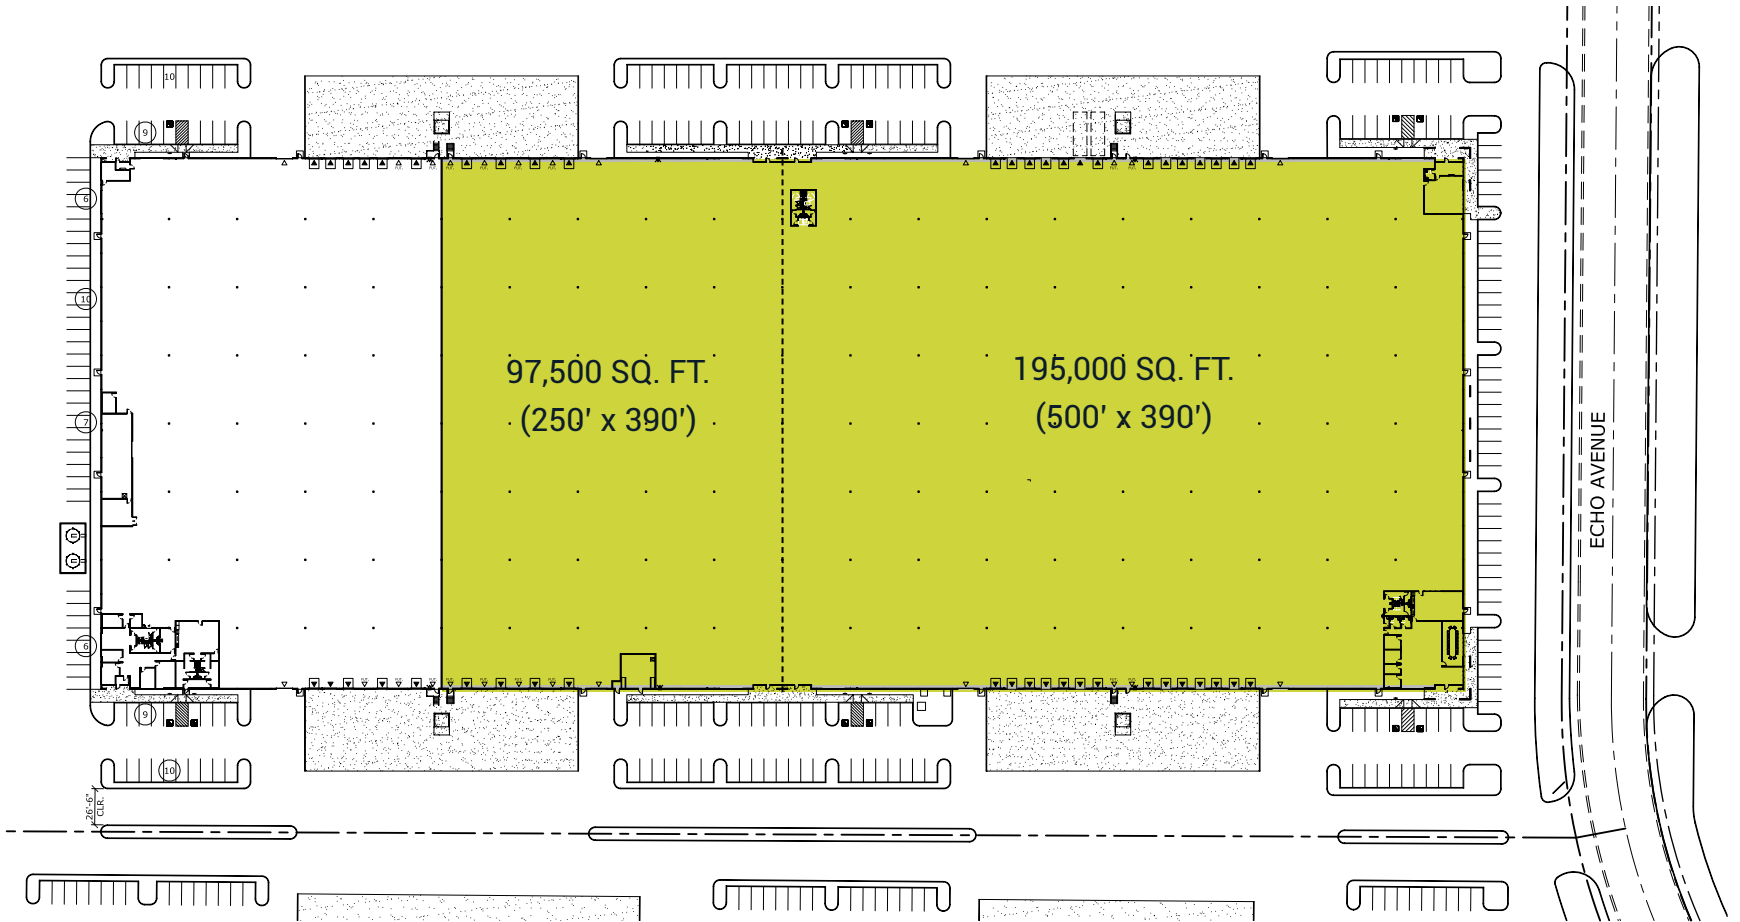 10
9
6
10
97,500 SQ. FT.
(250' x 390')
195,000 SQ. FT.
(500' x 390')
7
ECHO AVENUE
6
9
10
26'-6"
CLR.